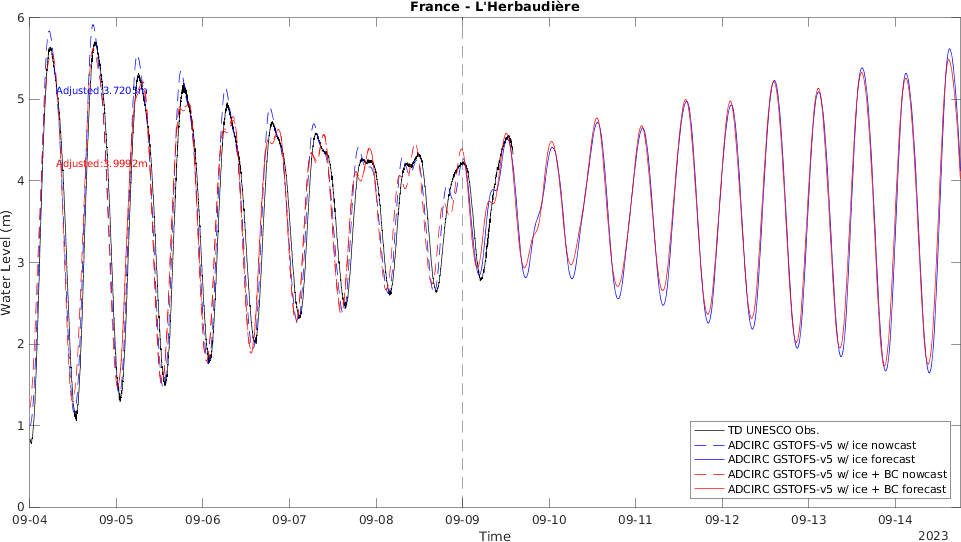 France - L'Herbaudière
6
5
4
3
2
1
0
Water Level (m)
Adjusted:3.7205m
Adjusted:3.9992m
TD UNESCO Obs.
ADCIRC GSTOFS-v5 w/ ice nowcast
ADCIRC GSTOFS-v5 w/ ice forecast
ADCIRC GSTOFS-v5 w/ ice + BC nowcast
ADCIRC GSTOFS-v5 w/ ice + BC forecast
09-04 09-05 09-06 09-07 09-08 09-09 09-10 09-11 09-12 09-13 09-14
Time
2023